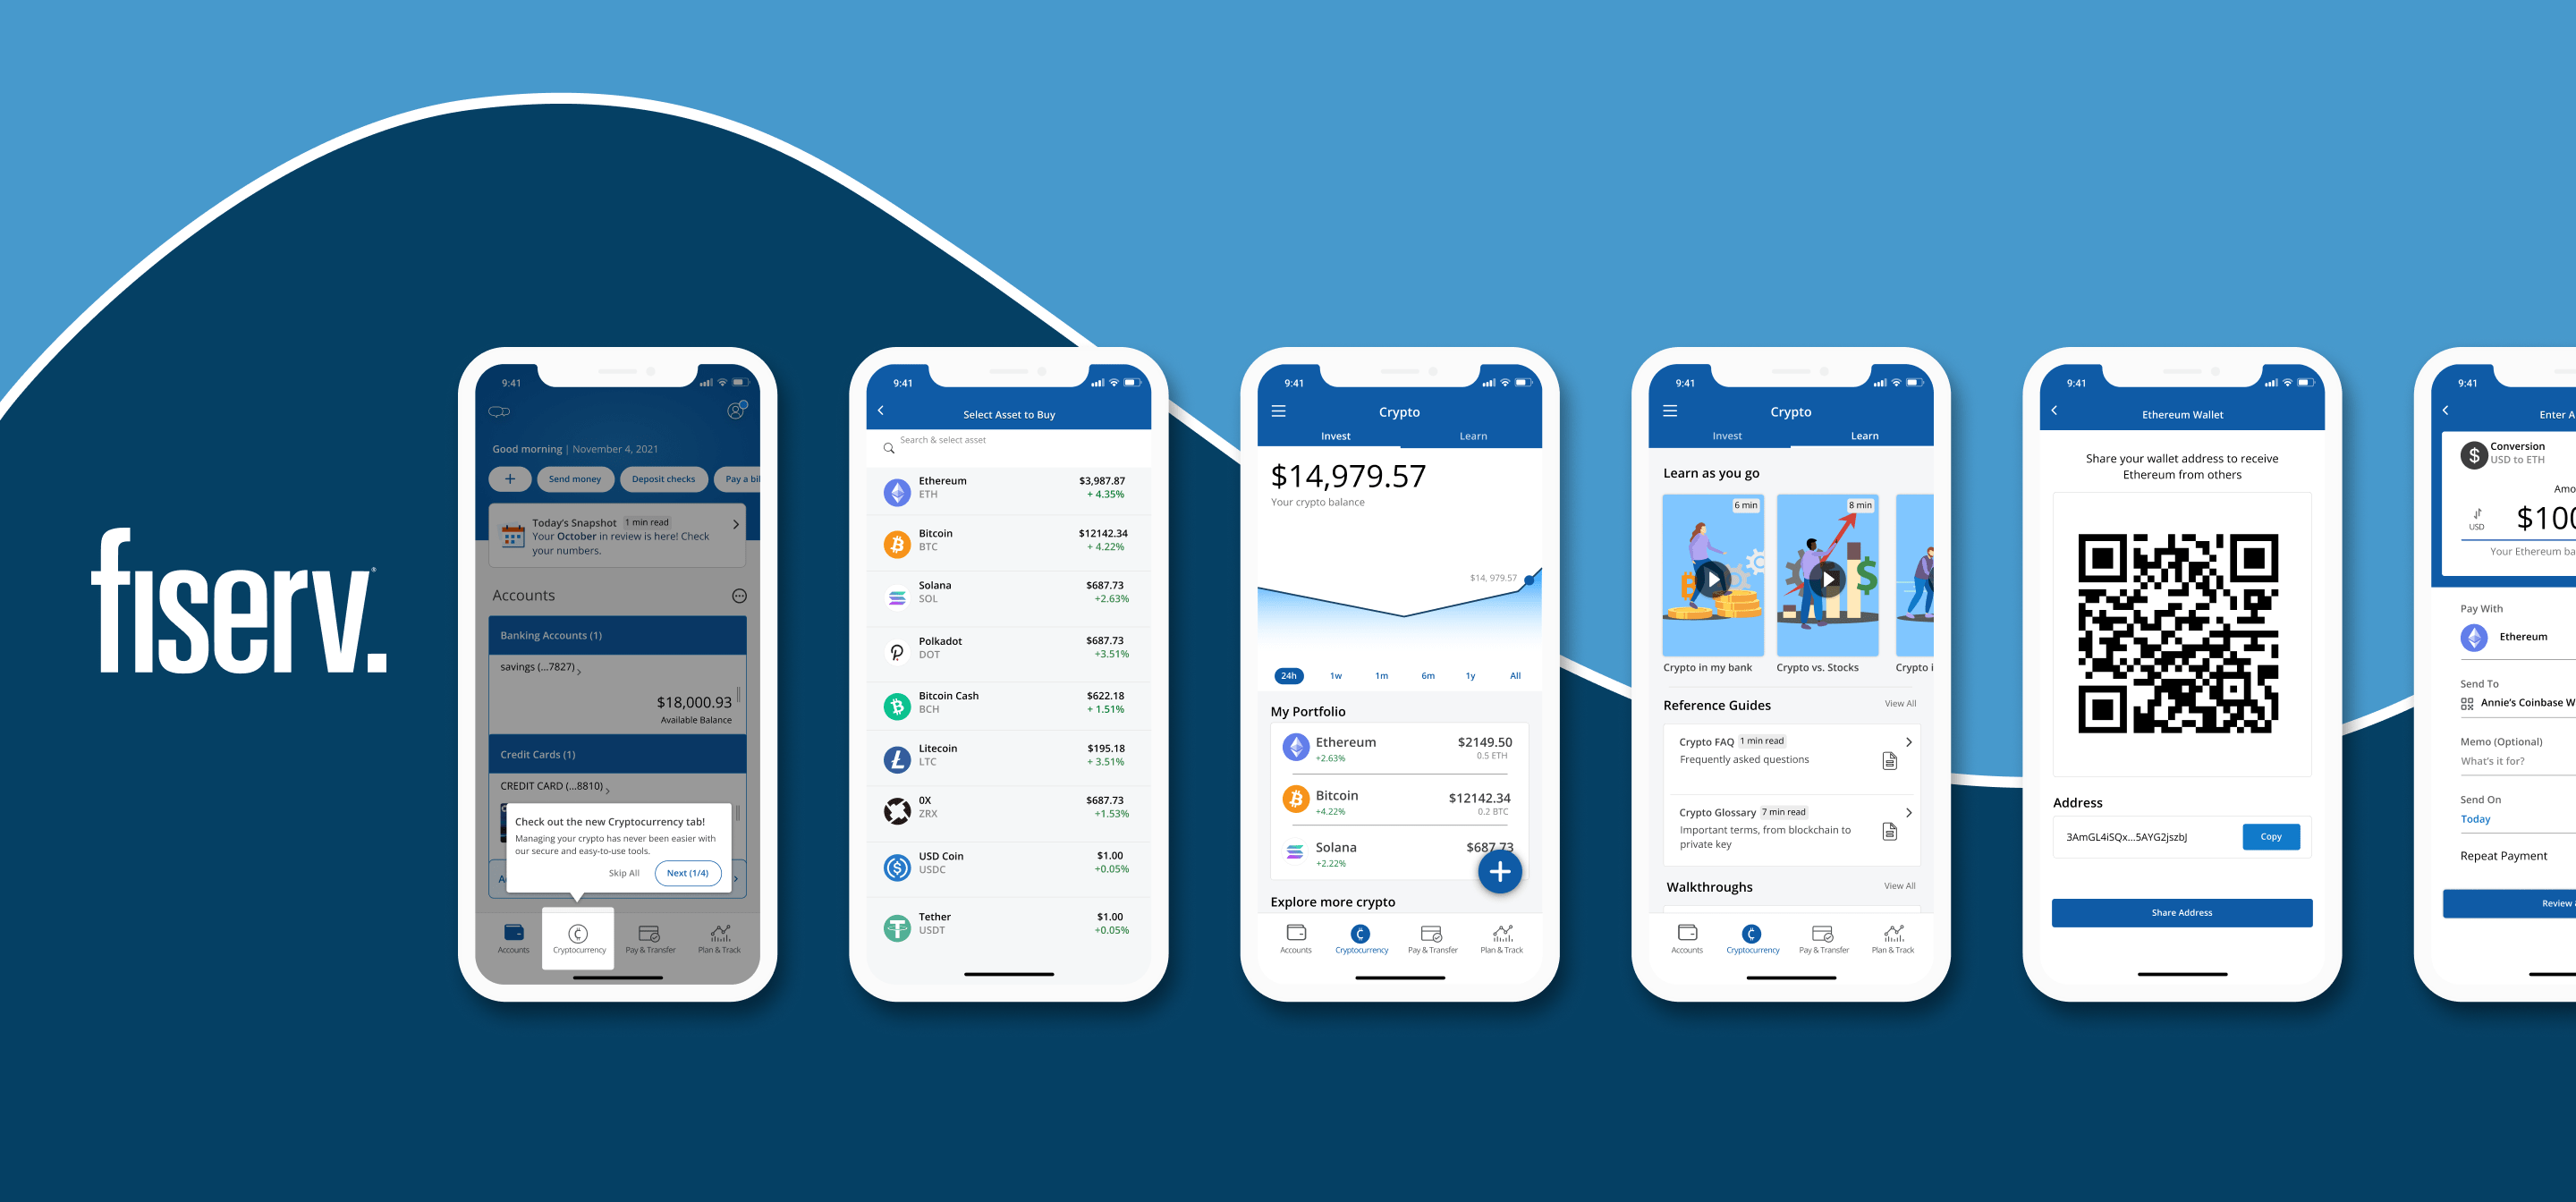 fiserv.
9:41
Good morning | November 4, 2021
Send money
Deposit checks
Pay a bil
Today's Snapshot 1 min read
Your October in review is here! Check
your numbers.
Accounts
Banking Accounts (1)
savings (...7827)
$18,000.93
Available Balance
Credit Cards (1)
CREDIT CARD (...8810)
Check out the new Cryptocurrency tab!
Managing your crypto has never been easier with
our secure and easy-to-use tools.
Skip All
Next (1/4)
Accounts
Cryptocurrency
Pay & Transfer
Plan & Track
9:41
Select Asset to Buy
Search & select asset
Ethereum $3,987.87
ETH + 4.35%
Bitcoin $12142.34
BTC + 4.22%
Solana $687.73
SOL +2.63%
Polkadot $687.73
DOT +3.51%
Bitcoin Cash $622.18
BCH + 1.51%
Litecoin $195.18
LTC + 3.51%
0X $687.73
ZRX +1.53%
USD Coin $1.00
USDC +0.05%
Tether $1.00
USDT +0.05%
9:41
Crypto
Invest Learn
$14,979.57
Your crypto balance
$14, 979.57
24h 1w 1m 6m 1y All
My Portfolio
Ethereum $2149.50
+2.63% 0.5 ETH
Bitcoin $12142.34
+4.22% 0.2 BTC
Solana $687.73
+2.22%
Explore more crypto
Accounts
Cryptocurrency
Pay & Transfer
Plan & Track
9:41
Crypto
Invest Learn
Learn as you go
6 min
8 min
Crypto in my bank
Crypto vs. Stocks
Crypto i
Reference Guides View All
Crypto FAQ 1 min read
Frequently asked questions
Crypto Glossary 7 min read
Important terms, from blockchain to
private key
Walkthroughs View All
Accounts
Cryptocurrency
Pay & Transfer
Plan & Track
9:41
Ethereum Wallet
Share your wallet address to receive
Ethereum from others
Address
3AmGL4iSQx...5AYG2jszbJ
Copy
Share Address
9:41
Enter A
Conversion
USD to ETH
Amo
USD
$100
Your Ethereum ba
Pay With
Ethereum
Send To
Annie's Coinbase W
Memo (Optional)
What's it for?
Send On
Today
Repeat Payment
Review